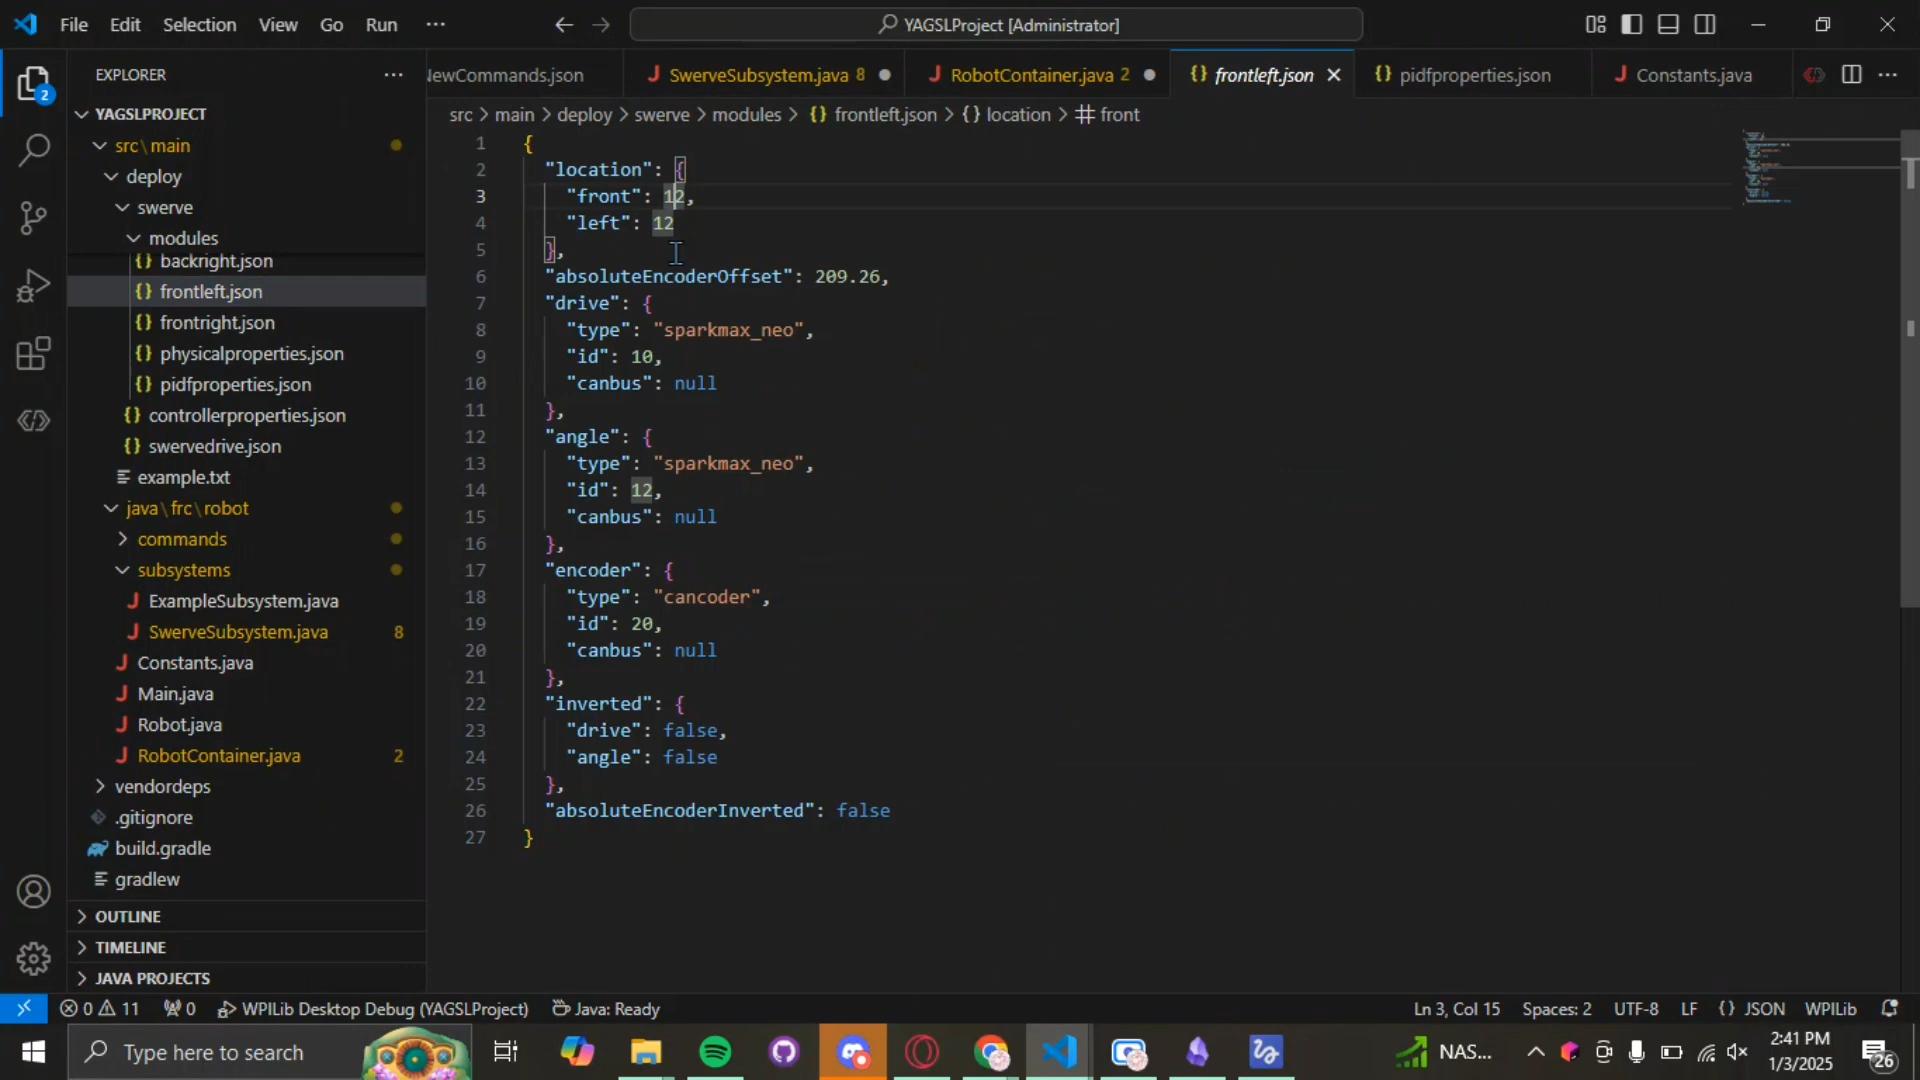 File Edit Selection View Go Run ··· YAGSLProject [Administrator]
EXPLORER
NewCommands.json SwerveSubsystem.java 8 RobotContainer.java 2 frontleft.json pidfproperties.json Constants.java
src > main > deploy > swerve > modules > {} frontleft.json > {} location > # front
2
YAGSLPROJECT
src\main
deploy
swerve
modules
backright.json
frontleft.json
frontright.json
physicalproperties.json
pidfproperties.json
controllerproperties.json
swervedrive.json
example.txt
java\frc\robot
commands
subsystems
ExampleSubsystem.java
SwerveSubsystem.java 8
Constants.java
Main.java
Robot.java
RobotContainer.java 2
vendordeps
.gitignore
build.gradle
gradlew
OUTLINE
TIMELINE
JAVA PROJECTS
1 {
2 "location": {
3 "front": 12,
4 "left": 12
5 },
6 "absoluteEncoderOffset": 209.26,
7 "drive": {
8 "type": "sparkmax_neo",
9 "id": 10,
10 "canbus": null
11 },
12 "angle": {
13 "type": "sparkmax_neo",
14 "id": 12,
15 "canbus": null
16 },
17 "encoder": {
18 "type": "cancoder",
19 "id": 20,
20 "canbus": null
21 },
22 "inverted": {
23 "drive": false,
24 "angle": false
25 },
26 "absoluteEncoderInverted": false
27 }
0 11 0 WPILib Desktop Debug (YAGSLProject) Java: Ready Ln 3, Col 15 Spaces: 2 UTF-8 LF {} JSON WPILib
Type here to search NAS... 2:41 PM
1/3/2025 26